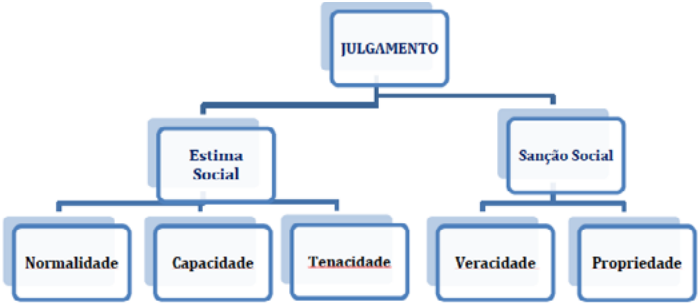 JULGAMENTO
Estima
Social
Sanção Social
Normalidade
Capacidade
Tenacidade
Veracidade
Propriedade